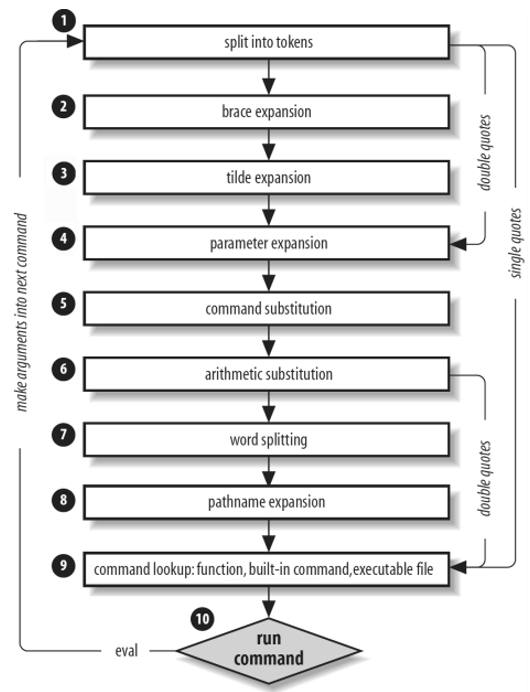 1
split into tokens
2
brace expansion
3
tilde expansion
4
parameter expansion
5
command substitution
6
arithmetic substitution
7
word splitting
8
pathname expansion
9
command lookup: function, built-in command, executable file
10
run
command
eval
make arguments into next command
double quotes
single quotes
double quotes